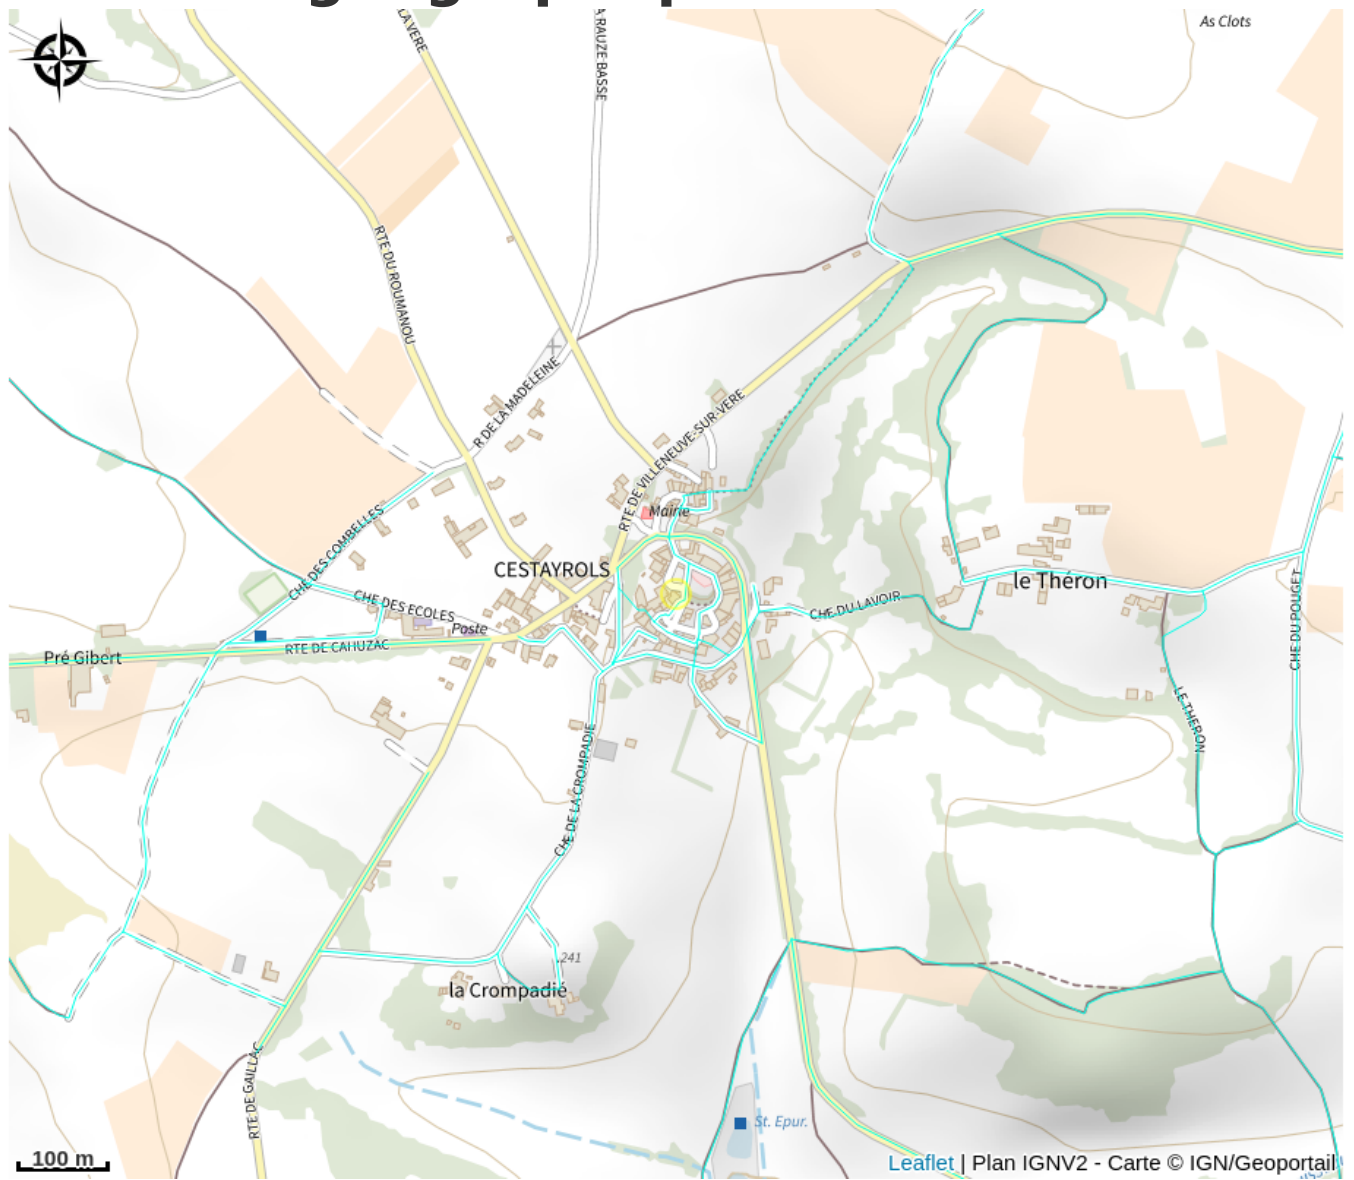 As Clots
LA VERE
A RAUZE BASSE
RTE DU ROUMANOU
R DE LA MADELEINE
RTE DE VILLENEUVE-SUR-VERE
Mairie
CHE DES COMBELLES
CESTAYROLS
le Théron
CHE DES ECOLES
CHE DU LAVOIR
Poste
RTE DE CAHUZAC
Pré Gibert
CHE DU POUGET
LE THERON
CHE DE LA CROMPADIE
241
la Crompadié
RTE DE GAILLAC
St. Epur.
100 m
Leaflet | Plan IGNV2 - Carte © IGN/Geoportail